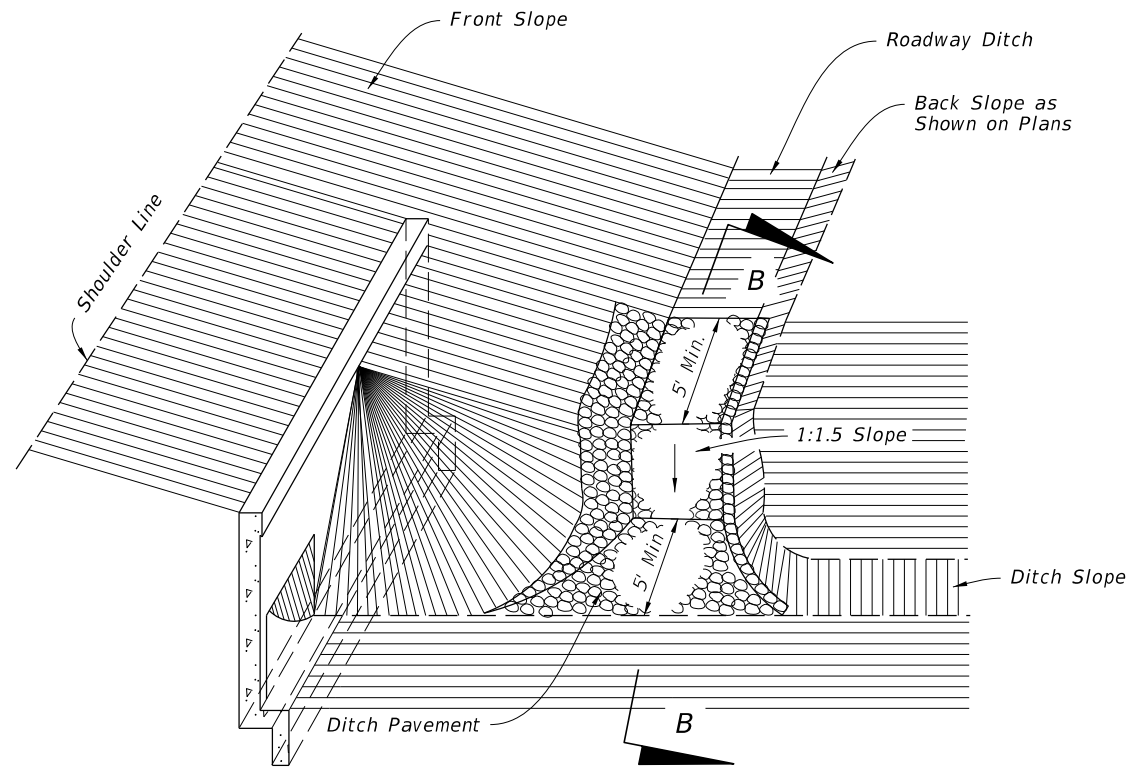 Front Slope
Roadway Ditch
Back Slope as
Shown on Plans
Shoulder Line
B
5' Min.
1:1.5 Slope
5' Min
Ditch Slope
Ditch Pavement
B